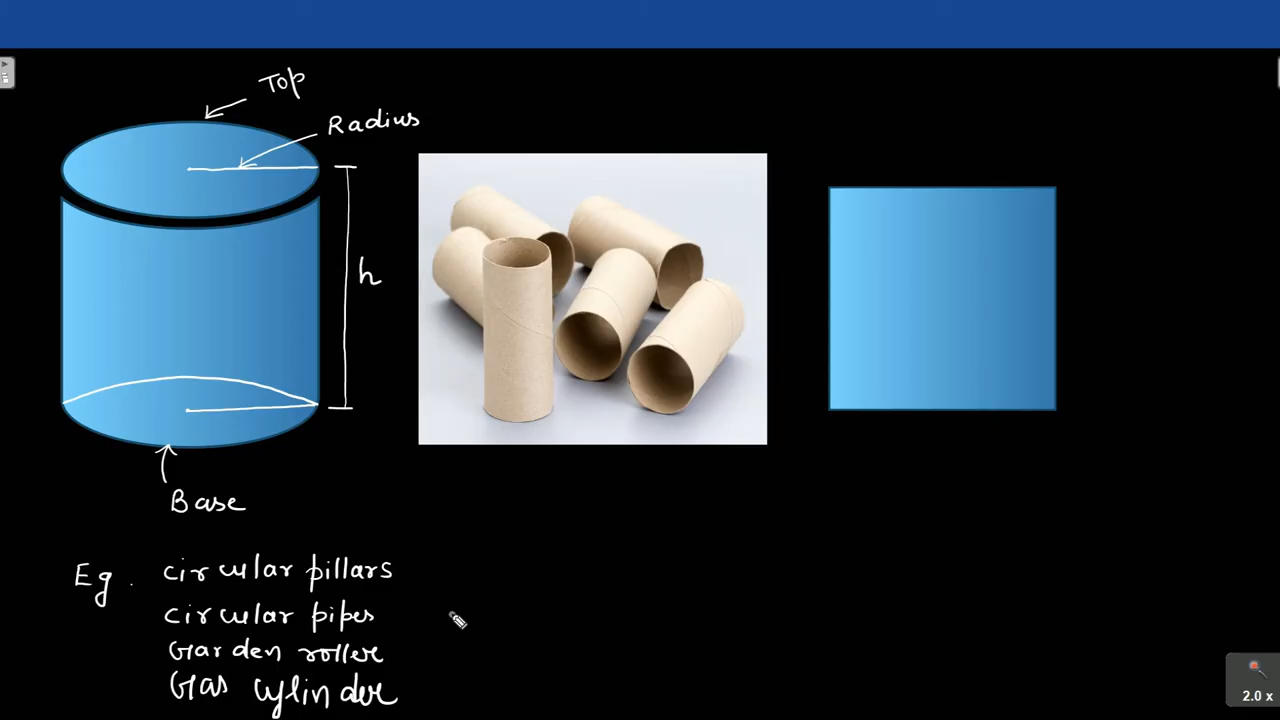 Top
Radius
h
Base
Eg. circular pillars
circular pipes
Garden roller
Gas cylinder
2.0 x